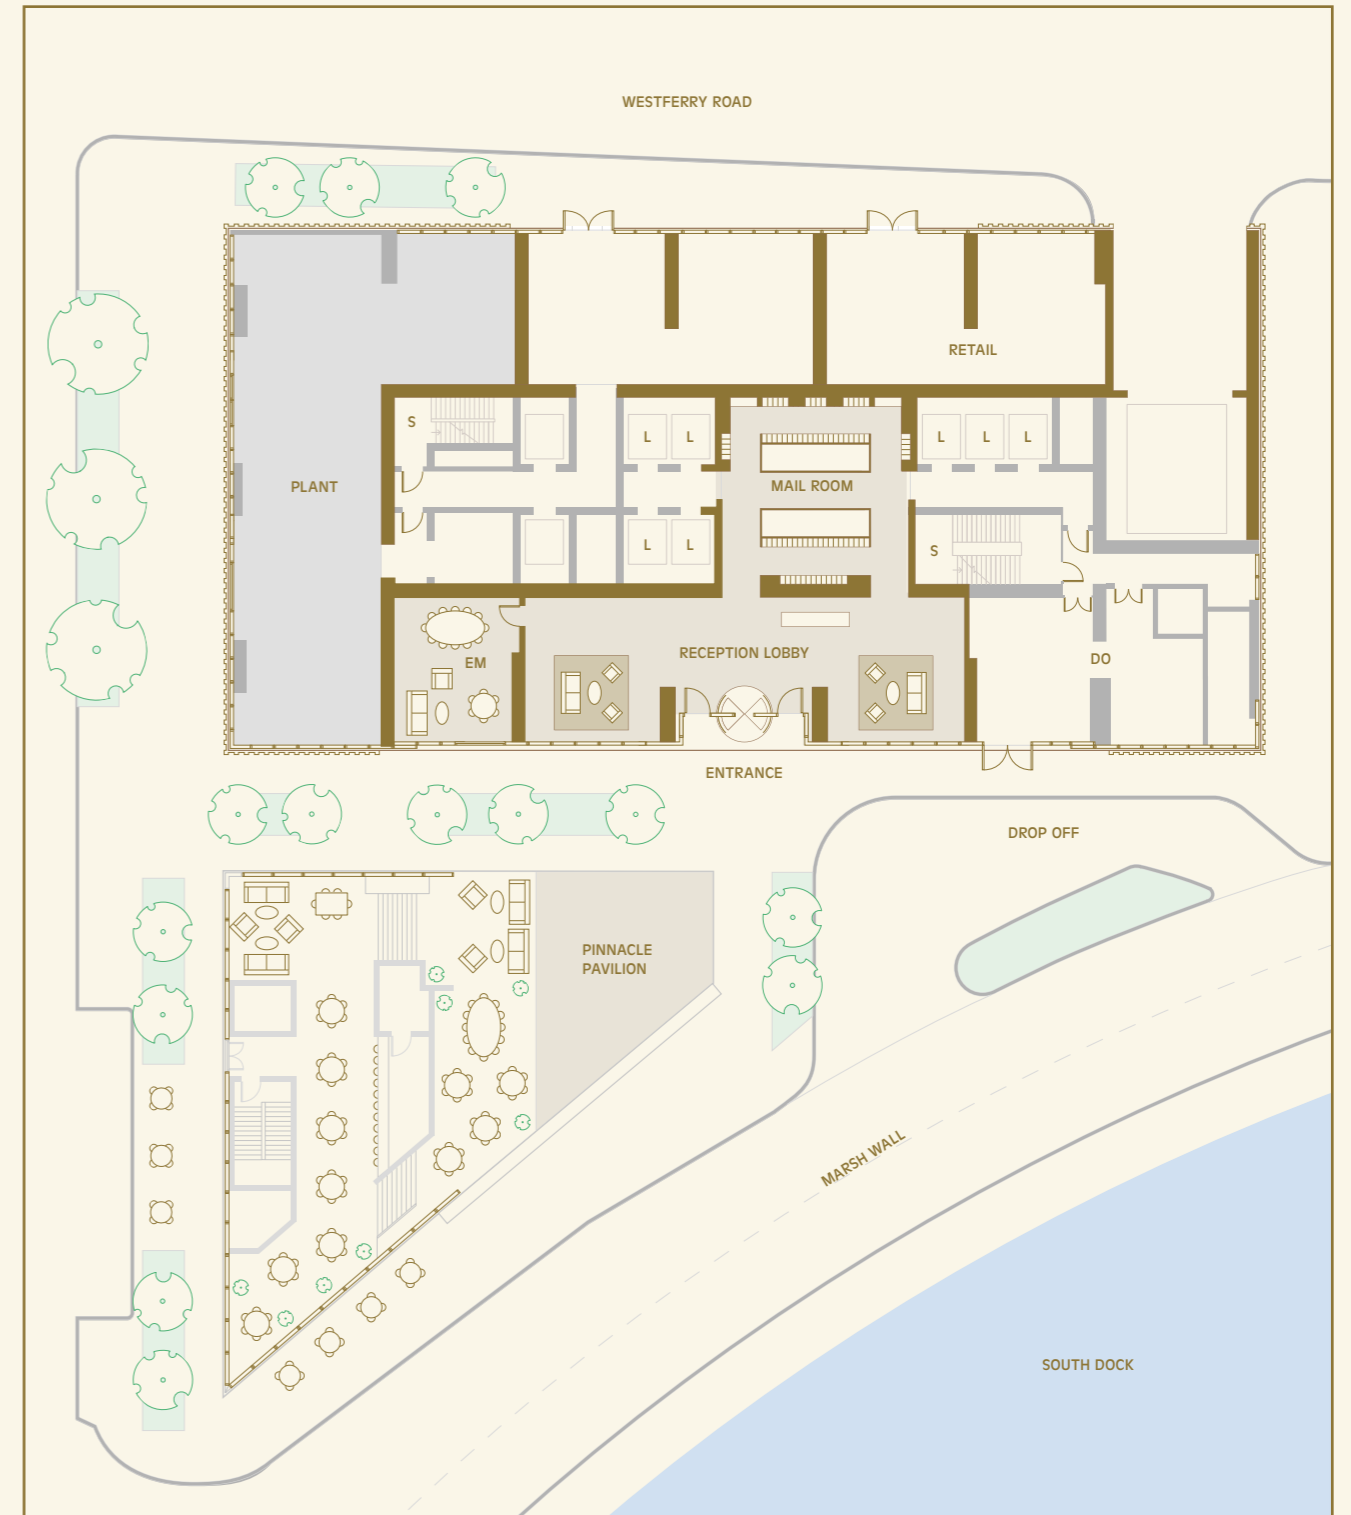 WESTFERRY ROAD
RETAIL
S
L
L
L
L
L
PLANT
MAIL ROOM
L
L
S
RECEPTION LOBBY
EM
DO
ENTRANCE
DROP OFF
PINNACLE
PAVILION
MARSH WALL
SOUTH DOCK